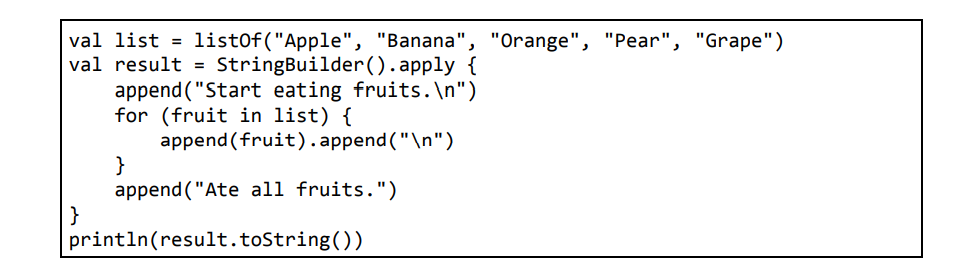 val list = listOf("Apple", "Banana", "Orange", "Pear", "Grape")
val result = StringBuilder().apply {
    append("Start eating fruits.\n")
    for (fruit in list) {
        append(fruit).append("\n")
    }
    append("Ate all fruits.")
}
println(result.toString())